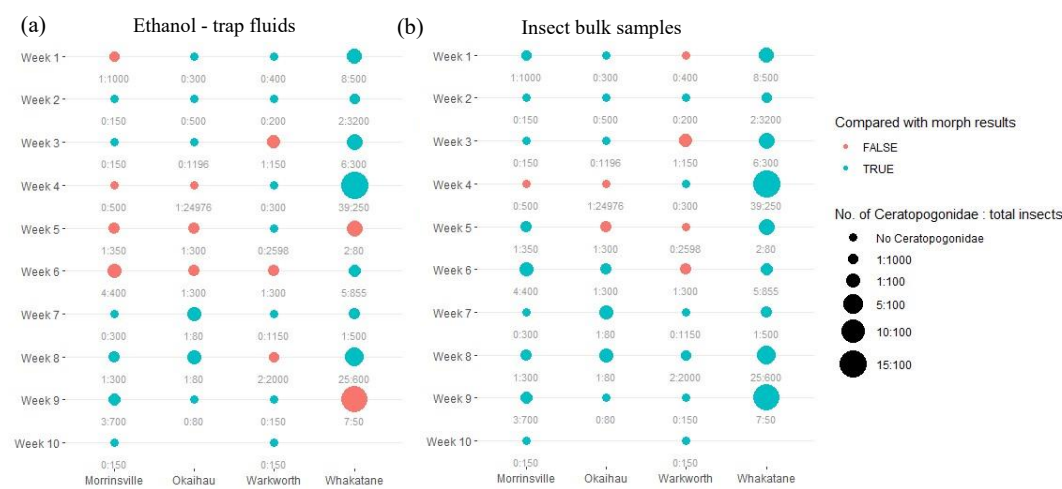 (a) Ethanol - trap fluids
Week 1
1:1000 0:300 0:400 8:500
Week 2
0:150 0:500 0:200 2:3200
Week 3
0:150 0:1196 1:150 6:300
Week 4
0:500 1:24976 0:300 39:250
Week 5
1:350 1:300 0:2598 2:80
Week 6
4:400 1:300 1:300 5:855
Week 7
0:300 1:80 0:1150 1:500
Week 8
1:300 1:80 2:2000 25:600
Week 9
3:700 0:80 0:150 7:50
Week 10
0:150 0:150
Morrinsville Okaihau Warkworth Whakatane
(b) Insect bulk samples
Week 1
1:1000 0:300 0:400 8:500
Week 2
0:150 0:500 0:200 2:3200
Week 3
0:150 0:1196 1:150 6:300
Week 4
0:500 1:24976 0:300 39:250
Week 5
1:350 1:300 0:2598 2:80
Week 6
4:400 1:300 1:300 5:855
Week 7
0:300 1:80 0:1150 1:500
Week 8
1:300 1:80 2:2000 25:600
Week 9
3:700 0:80 0:150 7:50
Week 10
0:150 0:150
Morrinsville Okaihau Warkworth Whakatane
Compared with morph results
FALSE
TRUE
No. of Ceratopogonidae : total insects
No Ceratopogonidae
1:1000
1:100
5:100
10:100
15:100